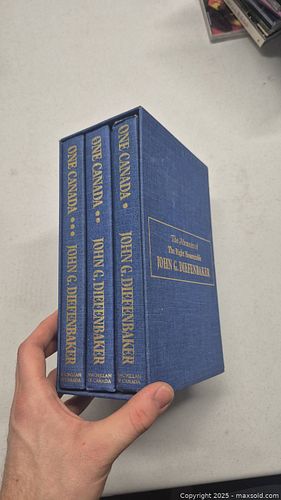 ONE CANADA •••
JOHN G. DIEFENBAKER
MACMILLAN
OF CANADA
ONE CANADA ••
JOHN G. DIEFENBAKER
MACMILLAN
OF CANADA
ONE CANADA •
JOHN G. DIEFENBAKER
MACMILLAN
OF CANADA
The Memoirs of
The Right Honourable
JOHN G. DIEFENBAKER
Copyright © 2025 - www.maxsold.com